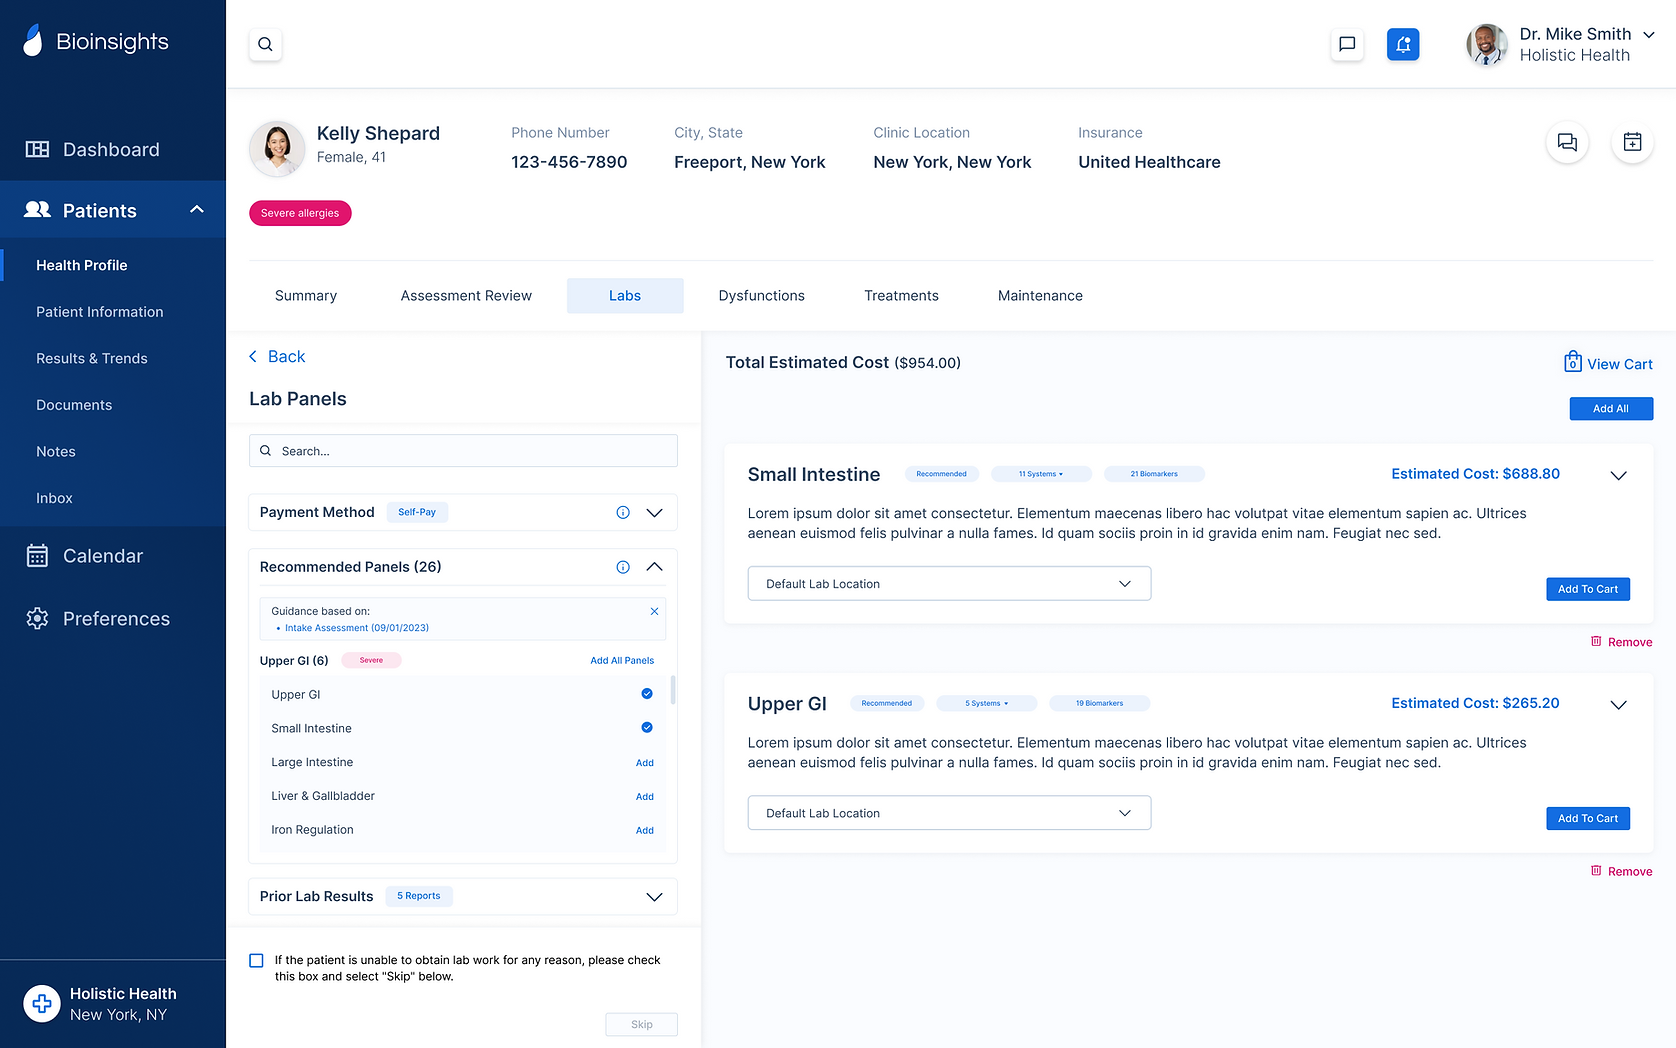 Bioinsights
Dr. Mike Smith
Holistic Health
Dashboard
Patients
Health Profile
Patient Information
Results & Trends
Documents
Notes
Inbox
Calendar
Preferences
Holistic Health
New York, NY
Kelly Shepard
Female, 41
Phone Number
123-456-7890
City, State
Freeport, New York
Clinic Location
New York, New York
Insurance
United Healthcare
Severe allergies
Summary
Assessment Review
Labs
Dysfunctions
Treatments
Maintenance
Back
Lab Panels
Search...
Payment Method
Self-Pay
Recommended Panels (26)
Guidance based on:
• Intake Assessment (09/01/2023)
Upper GI (6)
Severe
Add All Panels
Upper GI
Small Intestine
Large Intestine
Add
Liver & Gallbladder
Add
Iron Regulation
Add
Prior Lab Results
5 Reports
If the patient is unable to obtain lab work for any reason, please check
this box and select "Skip" below.
Skip
Total Estimated Cost ($954.00)
0
View Cart
Add All
Small Intestine
Recommended
11 Systems
21 Biomarkers
Estimated Cost: $688.80
Lorem ipsum dolor sit amet consectetur. Elementum maecenas libero hac volutpat vitae elementum sapien ac. Ultrices
aenean euismod felis pulvinar a nulla fames. Id quam sociis proin in id gravida enim nam. Feugiat nec sed.
Default Lab Location
Add To Cart
Remove
Upper GI
Recommended
5 Systems
19 Biomarkers
Estimated Cost: $265.20
Lorem ipsum dolor sit amet consectetur. Elementum maecenas libero hac volutpat vitae elementum sapien ac. Ultrices
aenean euismod felis pulvinar a nulla fames. Id quam sociis proin in id gravida enim nam. Feugiat nec sed.
Default Lab Location
Add To Cart
Remove